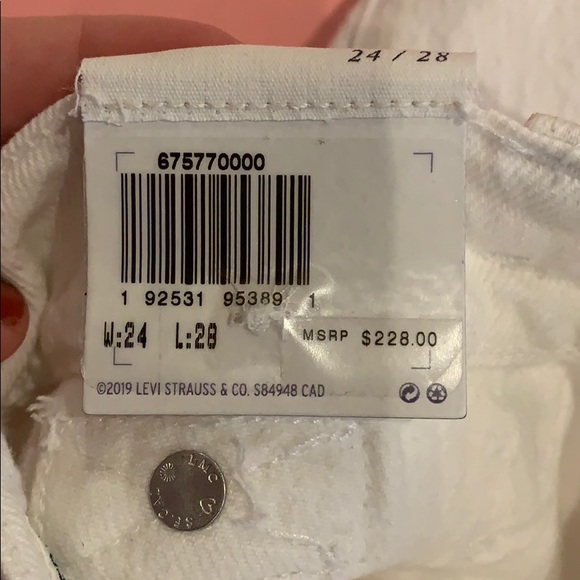 24 / 28
675770000
1 92531 95389 1
W:24 L:28
MSRP $228.00
©2019 LEVI STRAUSS & CO. S84948 CAD
LMC